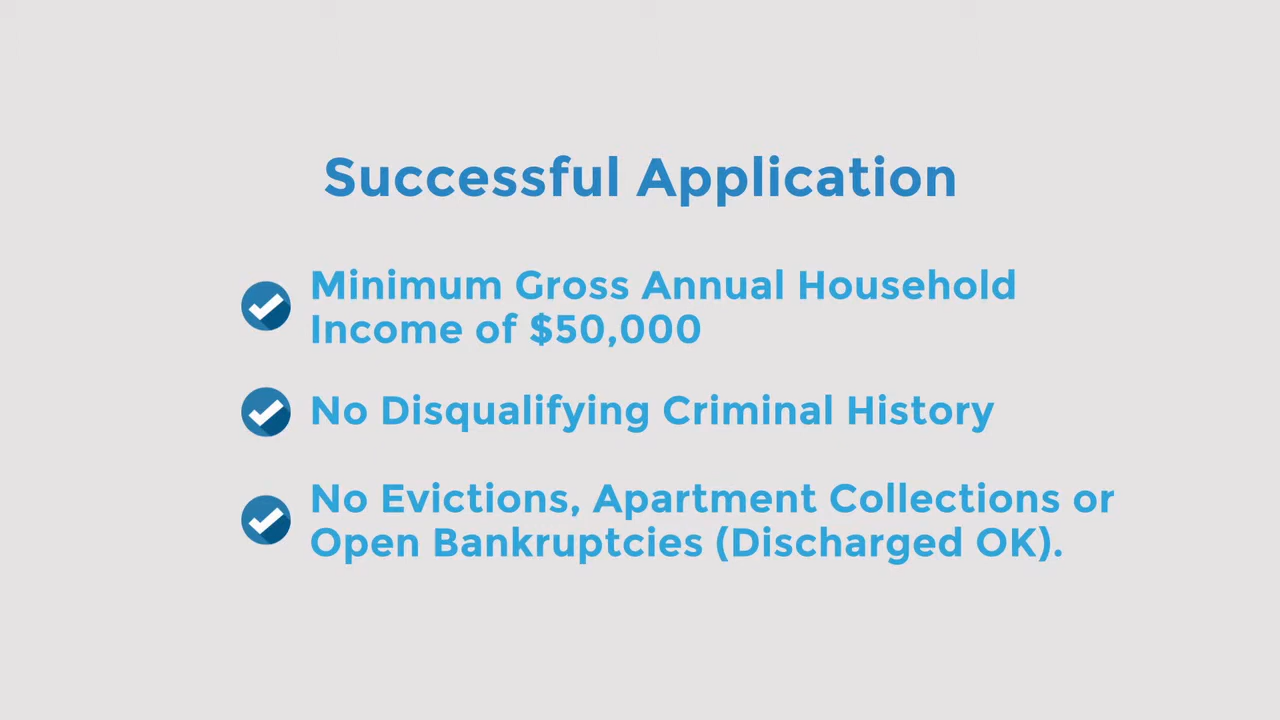 Successful Application
Minimum Gross Annual Household
Income of $50,000
No Disqualifying Criminal History
No Evictions, Apartment Collections or
Open Bankruptcies (Discharged OK).